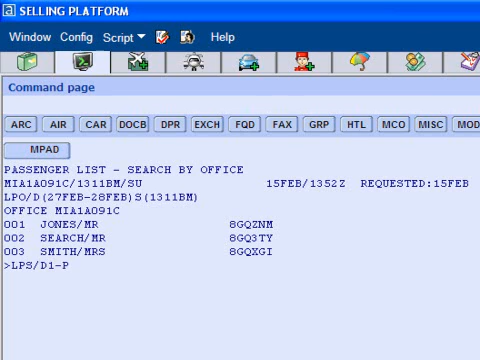 a SELLING PLATFORM
Window Config Script Help
Command page
ARC AIR CAR DOCB DPR EXCH FQD FAX GRP HTL MCO MISC MOD
MPAD
PASSENGER LIST - SEARCH BY OFFICE
MIA1A091C/1311BM/SU 15FEB/1352Z REQUESTED:15FEB
LPO/D(27FEB-28FEB)S(1311BM)
OFFICE MIA1A091C
001 JONES/MR 8GQZNM
002 SEARCH/MR 8GQ3TY
003 SMITH/MRS 8GQXGI
>LPS/D1-P